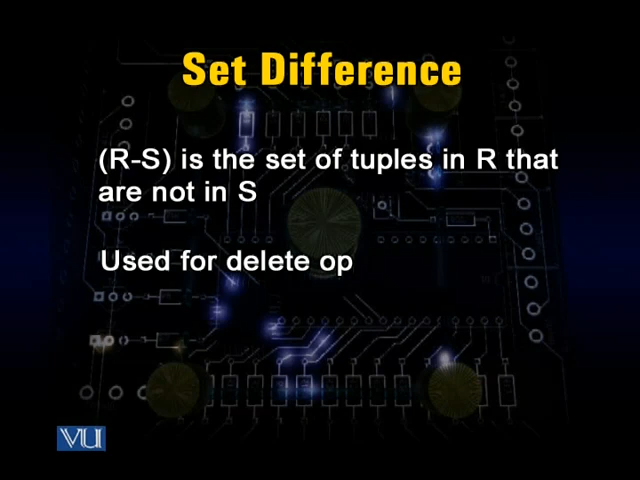 Set Difference
(R-S) is the set of tuples in R that
are not in S
Used for delete op
VU